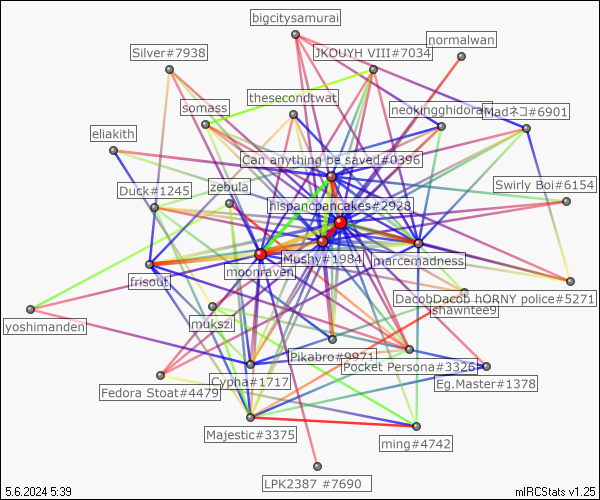 bigcitysamurai
normalwan
Silver#7938
JKOUYH VIII#7034
thesecondtwat
somass
neokingghidorah
Madネコ#6901
eliakith
Can anything be saved#0396
Duck#1245
zebula
Swirly Boi#6154
hispancpancakes#2928
Mushy#1984
marcemadness
moonraven
frisout
DacobDacob hORNY police#5271
shawntee9
yoshimanden
mukszi
Pikabro#9971
Pocket Persona#3326
Cypha#1717
Eg.Master#1378
Fedora Stoat#4479
Majestic#3375
ming#4742
LPK2387 #7690
5.6.2024 5:39
mIRCStats v1.25